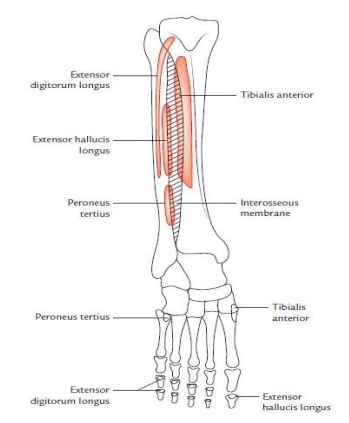 Extensor
digitorum longus
Tibialis anterior
Extensor hallucis
longus
Peroneus
tertius
Interosseous
membrane
Peroneus tertius
Tibialis
anterior
Extensor
digitorum longus
Extensor
hallucis longus